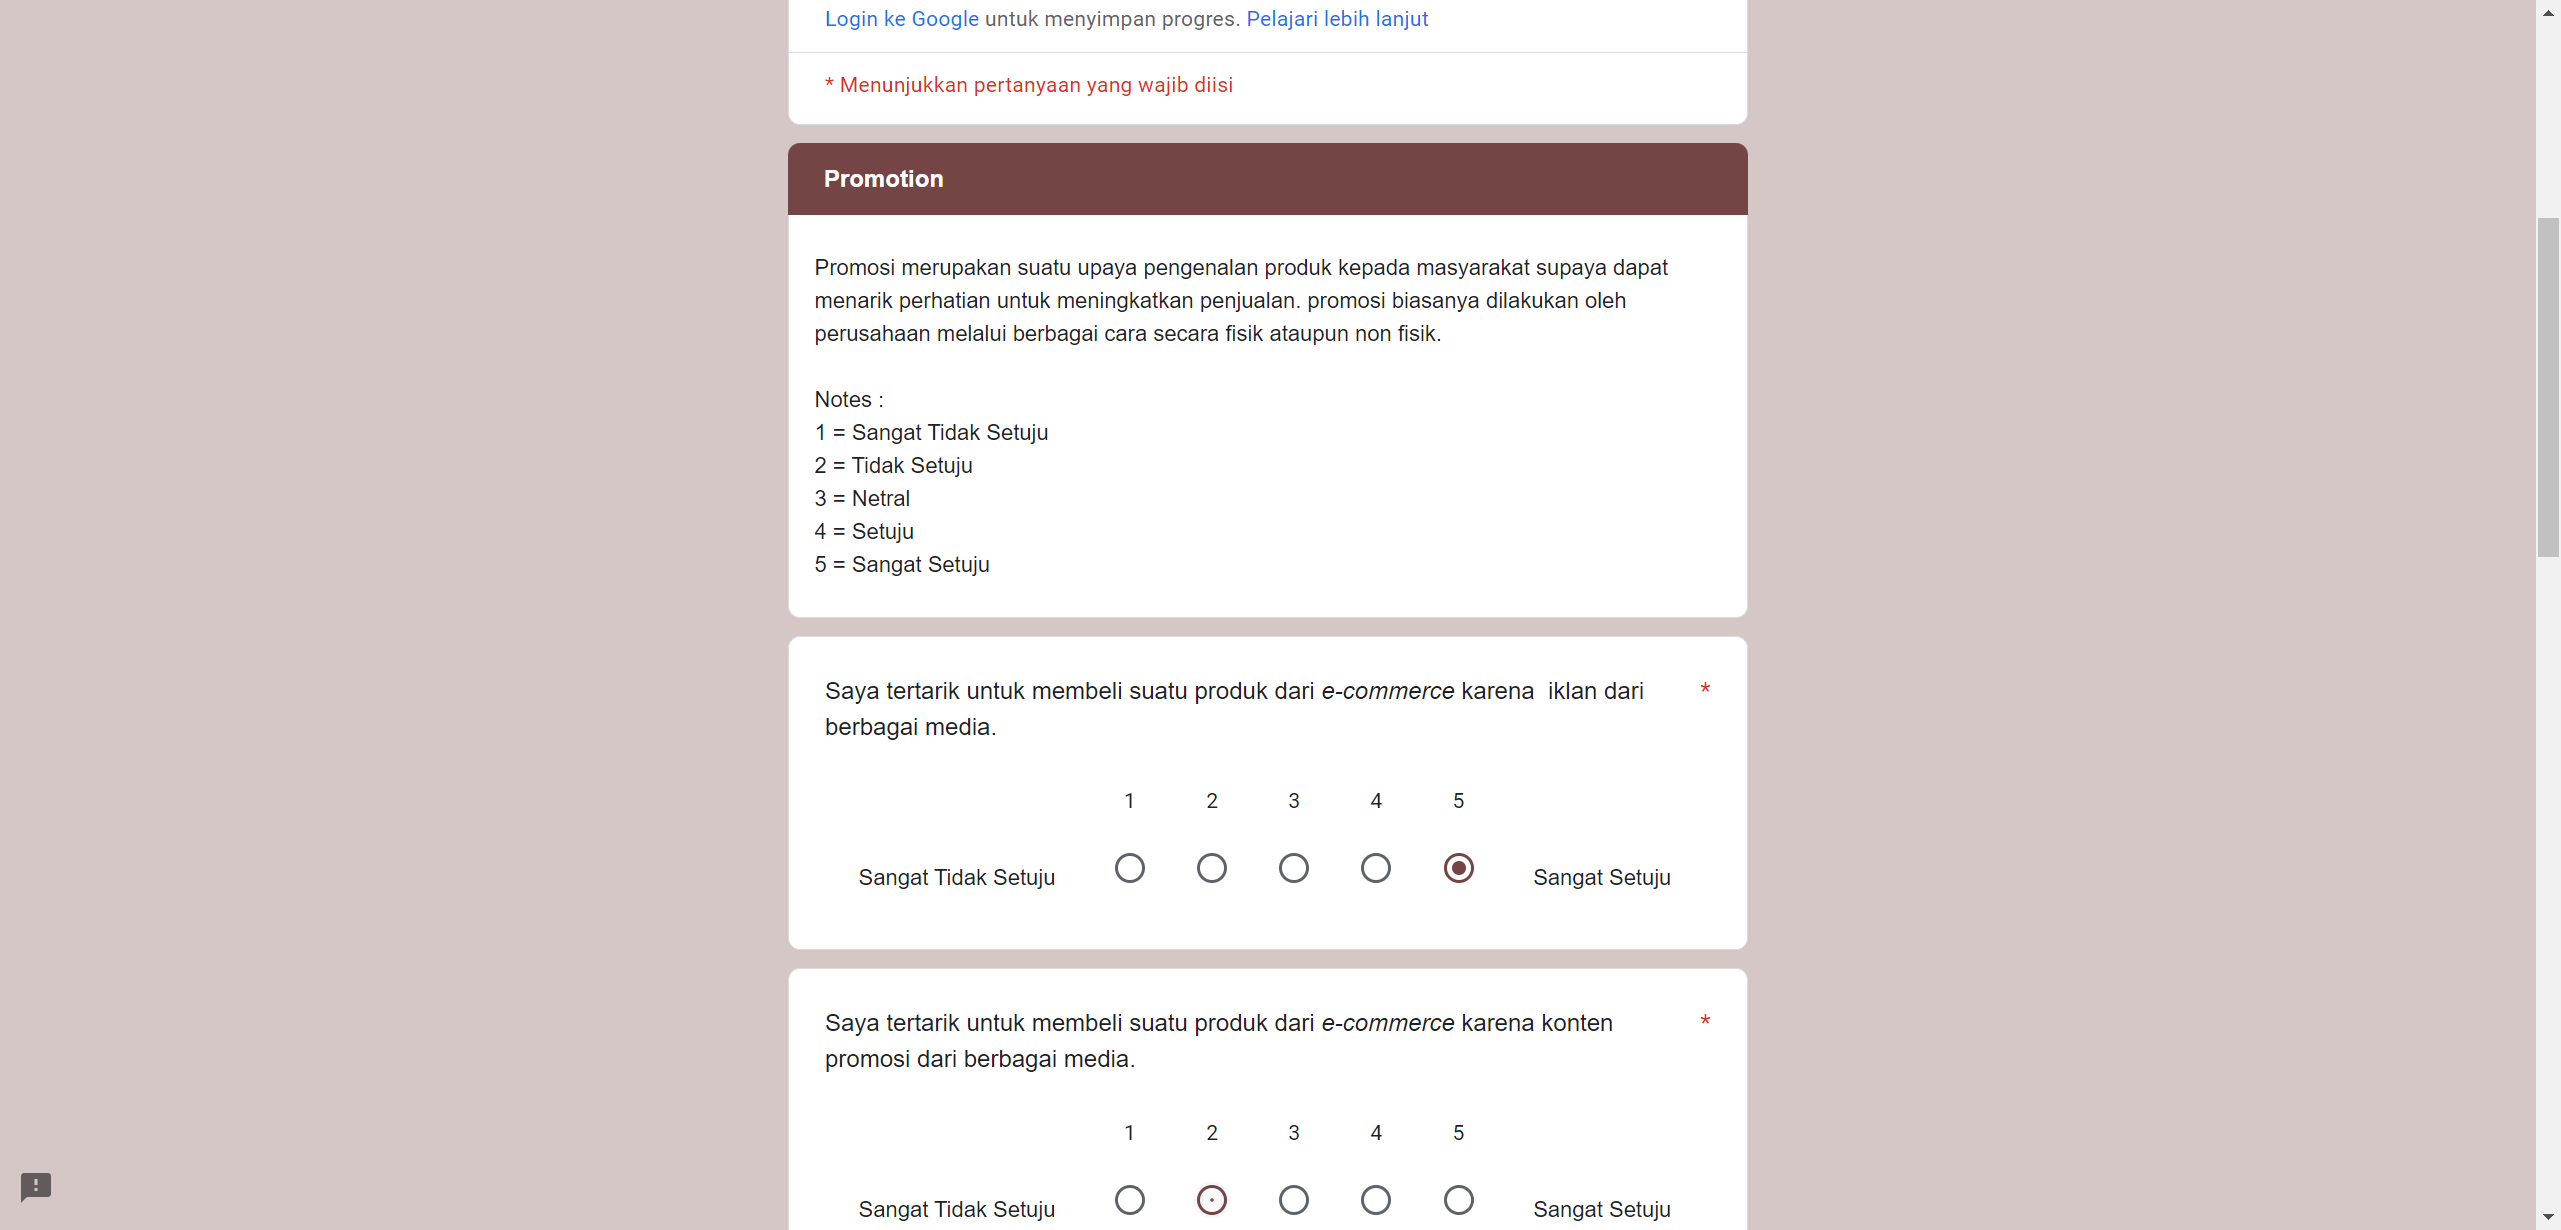 Login ke Google untuk menyimpan progres. Pelajari lebih lanjut
* Menunjukkan pertanyaan yang wajib diisi
Promotion
Promosi merupakan suatu upaya pengenalan produk kepada masyarakat supaya dapat
menarik perhatian untuk meningkatkan penjualan. promosi biasanya dilakukan oleh
perusahaan melalui berbagai cara secara fisik ataupun non fisik.
Notes :
1 = Sangat Tidak Setuju
2 = Tidak Setuju
3 = Netral
4 = Setuju
5 = Sangat Setuju
Saya tertarik untuk membeli suatu produk dari e-commerce karena  iklan dari *
berbagai media.
1 2 3 4 5
Sangat Tidak Setuju Sangat Setuju
Saya tertarik untuk membeli suatu produk dari e-commerce karena konten *
promosi dari berbagai media.
1 2 3 4 5
Sangat Tidak Setuju Sangat Setuju